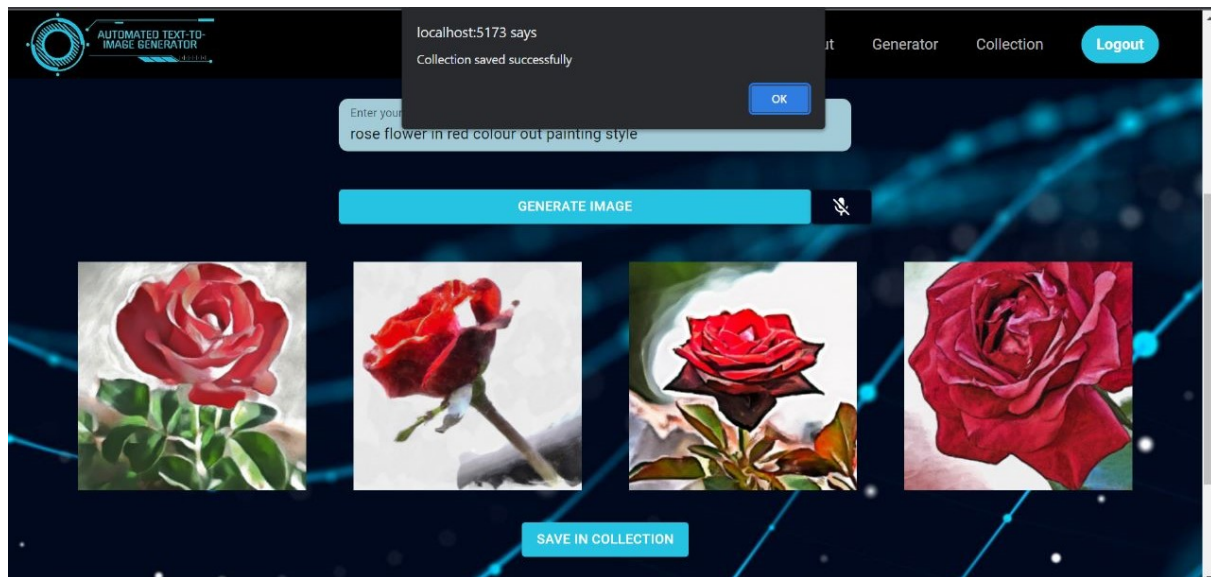 AUTOMATED TEXT-TO-
IMAGE GENERATOR
localhost:5173 says
Collection saved successfully
OK
Generator
Collection
Logout
Enter your
rose flower in red colour out painting style
GENERATE IMAGE
SAVE IN COLLECTION